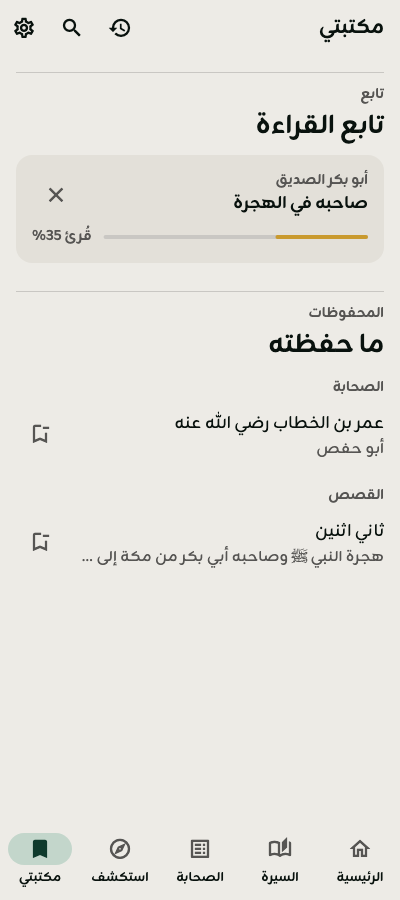 مكتبتي
تابع
تابع القراءة
أبو بكر الصديق
صاحبه في الهجرة
قُرئ 35%
المحفوظات
ما حفظته
الصحابة
عمر بن الخطاب رضي الله عنه
أبو حفص
القصص
ثاني اثنين
هجرة النبي ﷺ وصاحبه أبي بكر من مكة إلى ...
الرئيسية
السيرة
الصحابة
استكشف
مكتبتي